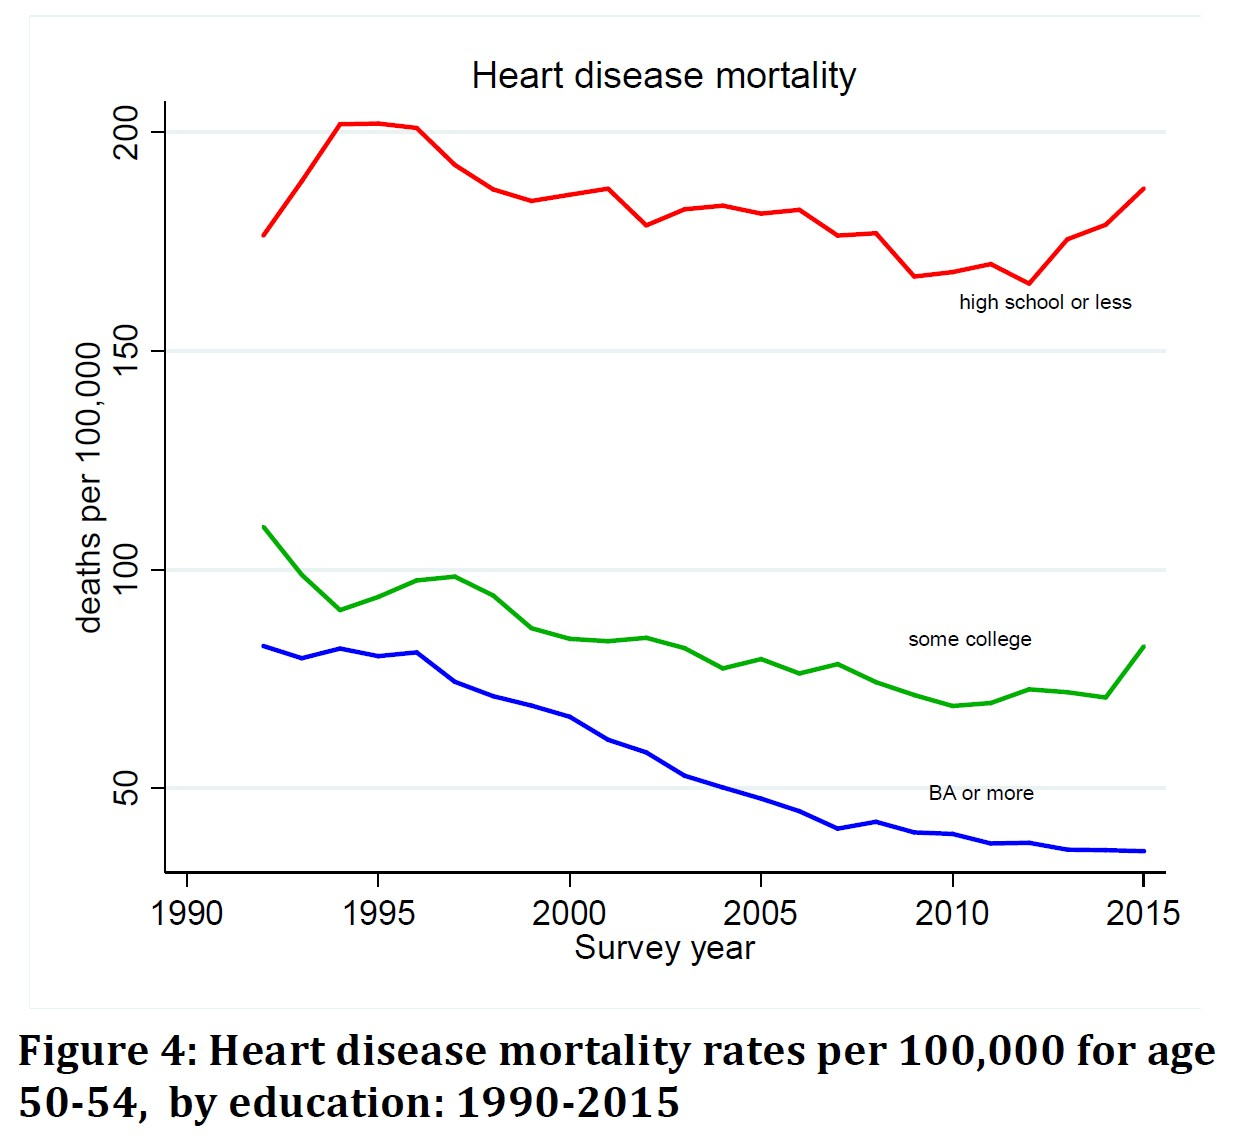 Heart disease mortality
200
150
100
50
deaths per 100,000
high school or less
some college
BA or more
1990 1995 2000 2005 2010 2015
Survey year
Figure 4: Heart disease mortality rates per 100,000 for age
50-54, by education: 1990-2015